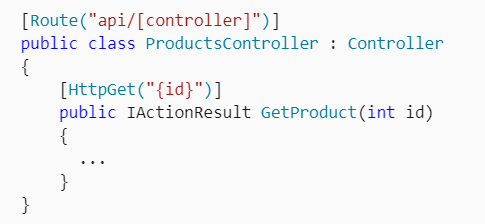 [Route("api/[controller]")]
public class ProductsController : Controller
{
    [HttpGet("{id}")]
    public IActionResult GetProduct(int id)
    {
      ...
    }
}